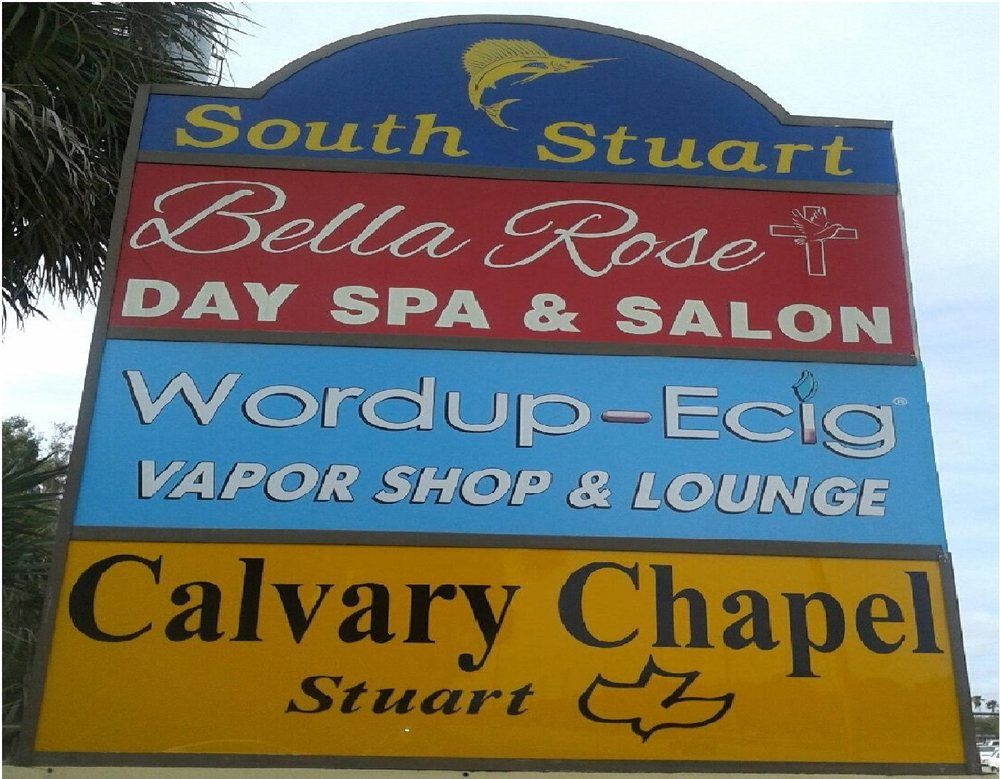 South Stuart
Bella Rose
DAY SPA & SALON
Wordup-Ecig®
VAPOR SHOP & LOUNGE
Calvary Chapel
Stuart